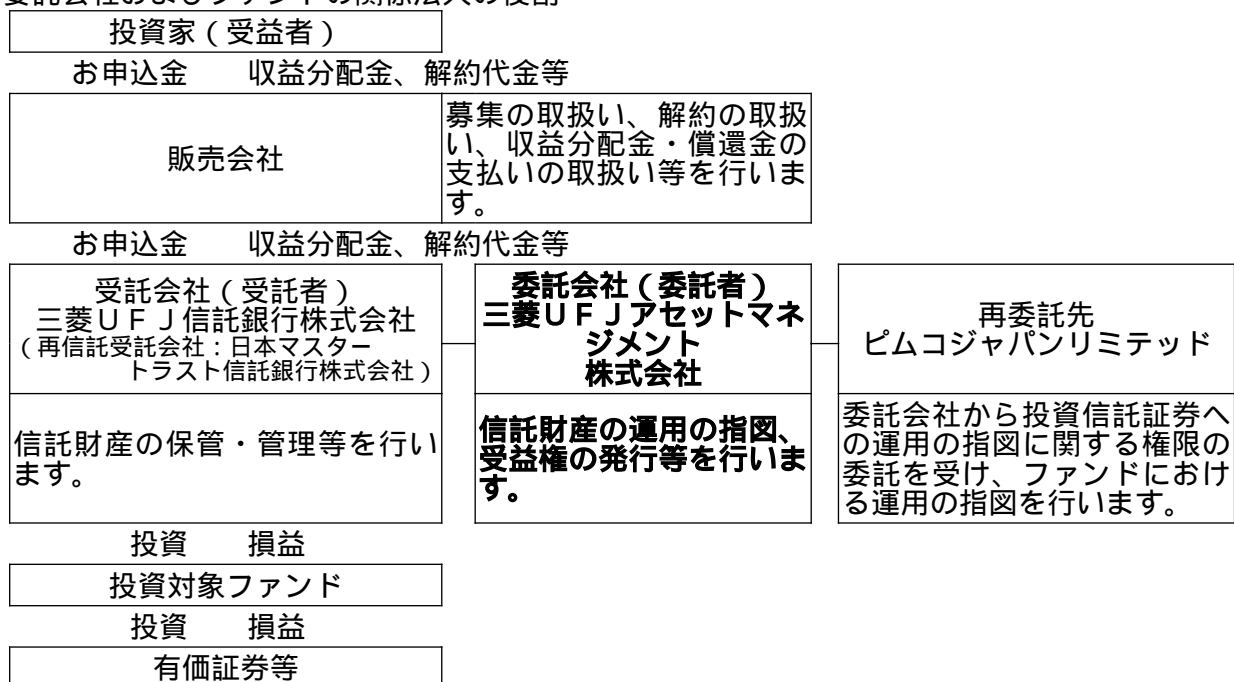 委託会社およびファンドの関係法人の役割
投資家(受益者)
お申込金 収益分配金、解約代金等
販売会社
募集の取扱い、解約の取扱
い、収益分配金・償還金の
支払いの取扱い等を行いま
す。
お申込金 収益分配金、解約代金等
受託会社(受託者)
三菱UFJ信託銀行株式会社
(再信託受託会社:日本マスター
トラスト信託銀行株式会社)
委託会社(委託者)
三菱UFJアセットマネ
ジメント
株式会社
再委託先
ピムコジャパンリミテッド
信託財産の保管・管理等を行い
ます。
信託財産の運用の指図、
受益権の発行等を行いま
す。
委託会社から投資信託証券へ
の運用の指図に関する権限の
委託を受け、ファンドにおけ
る運用の指図を行います。
投資 損益
投資対象ファンド
投資 損益
有価証券等